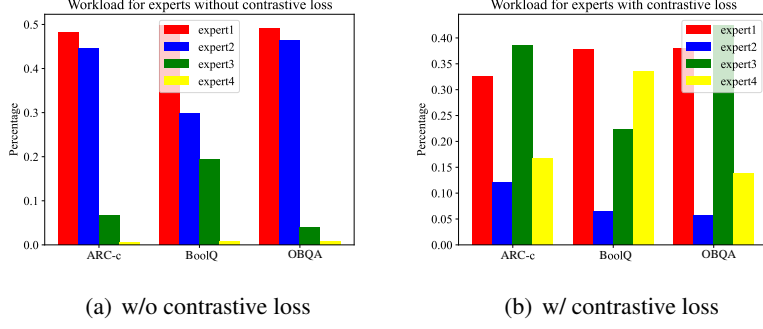 Workload for experts without contrastive loss
0.5
0.4
0.3
0.2
0.1
0.0
Percentage
expert1
expert2
expert3
expert4
ARC-c BoolQ OBQA
(a) w/o contrastive loss
Workload for experts with contrastive loss
0.40
0.35
0.30
0.25
0.20
0.15
0.10
0.05
0.00
Percentage
expert1
expert2
expert3
expert4
ARC-c BoolQ OBQA
(b) w/ contrastive loss